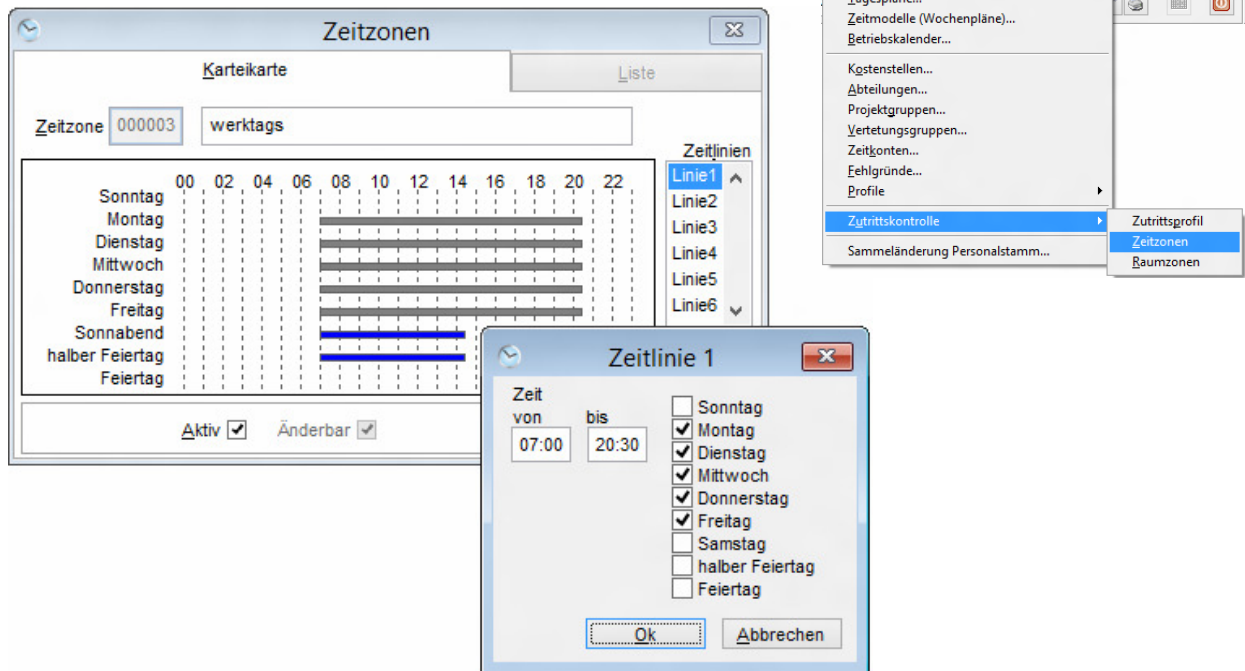 Zeitzonen
Karteikarte
Liste
Zeitzone 000003 werktags
Zeitlinien
00 02 04 06 08 10 12 14 16 18 20 22
Sonntag
Montag
Dienstag
Mittwoch
Donnerstag
Freitag
Sonnabend
halber Feiertag
Feiertag
Linie1
Linie2
Linie3
Linie4
Linie5
Linie6
Aktiv
Änderbar
Zeitlinie 1
Zeit
von bis
07:00 20:30
Sonntag
Montag
Dienstag
Mittwoch
Donnerstag
Freitag
Samstag
halber Feiertag
Feiertag
Ok
Abbrechen
Tagespläne...
Zeitmodelle (Wochenpläne)...
Betriebskalender...
Kostenstellen...
Abteilungen...
Projektgruppen...
Vertetungsgruppen...
Zeitkonten...
Fehlgründe...
Profile
Zutrittskontrolle
Sammeländerung Personalstamm...
Zutrittsprofil
Zeitzonen
Raumzonen